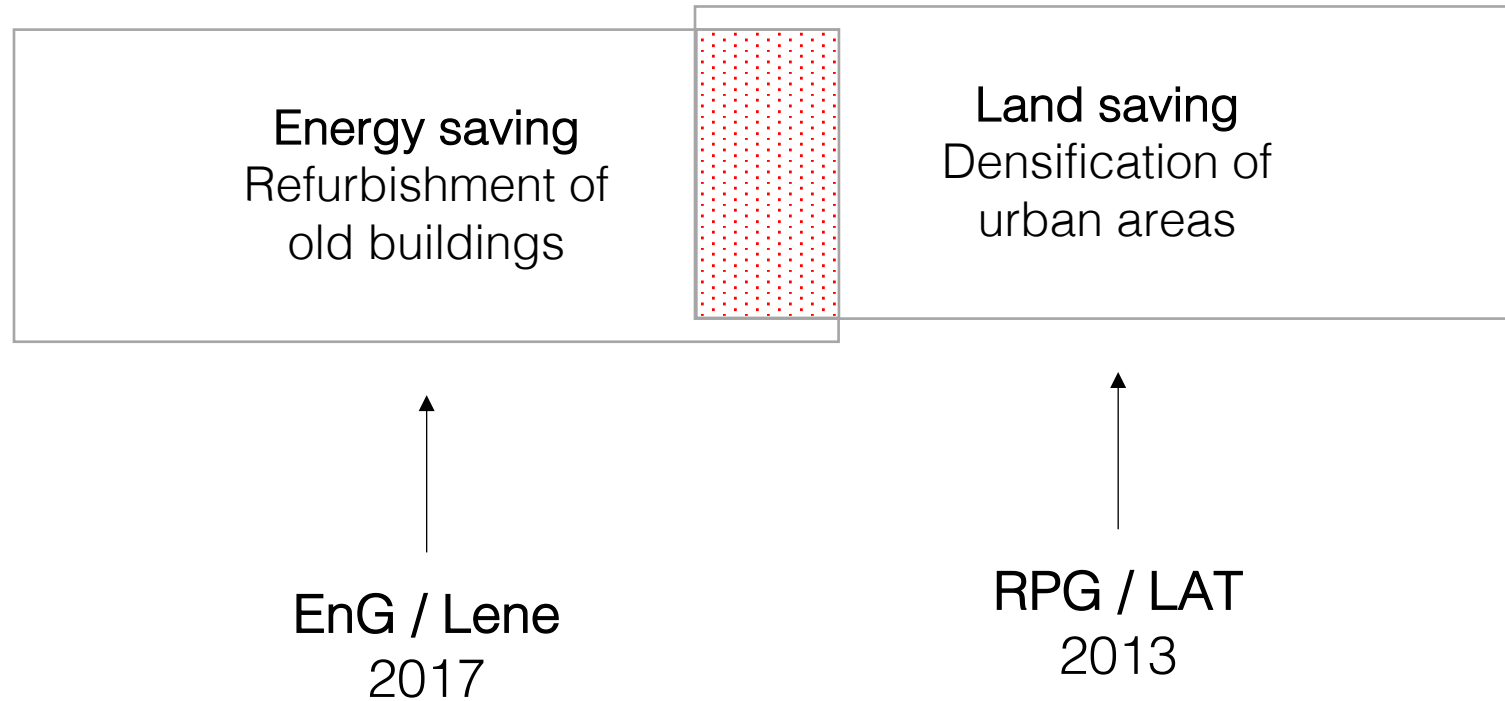 Energy saving
Refurbishment of
old buildings
Land saving
Densification of
urban areas
EnG / Lene
2017
RPG / LAT
2013